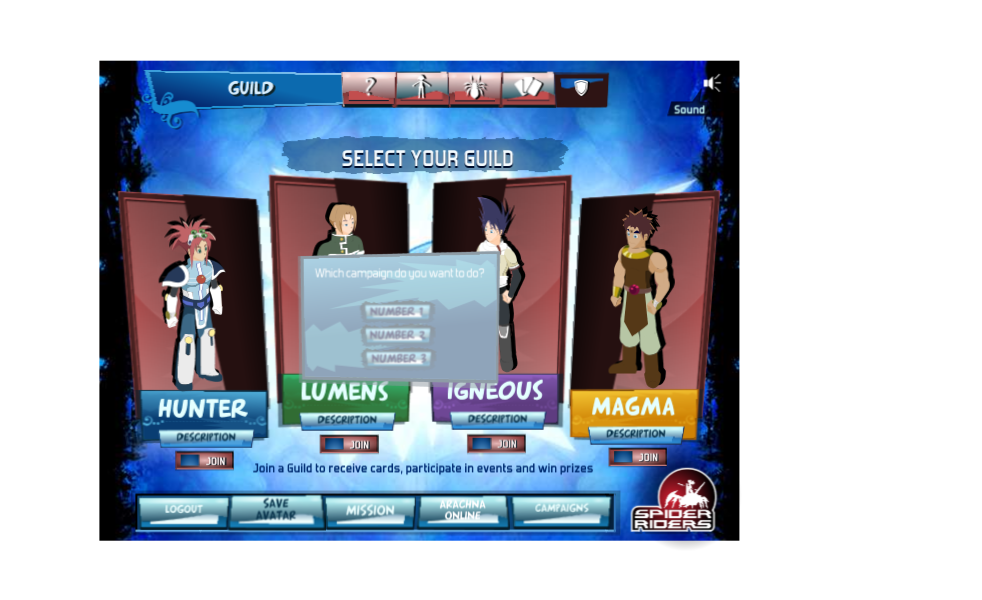 GUILD
?
Sound
SELECT YOUR GUILD
Which campaign do you want to do?
NUMBER 1
NUMBER 2
NUMBER 3
HUNTER
DESCRIPTION
JOIN
LUMENS
DESCRIPTION
JOIN
IGNEOUS
DESCRIPTION
JOIN
MAGMA
DESCRIPTION
JOIN
Join a Guild to receive cards, participate in events and win prizes
LOGOUT
SAVE
AVATAR
MISSION
ARACHNA
ONLINE
CAMPAIGNS
SPIDER
RIDERS